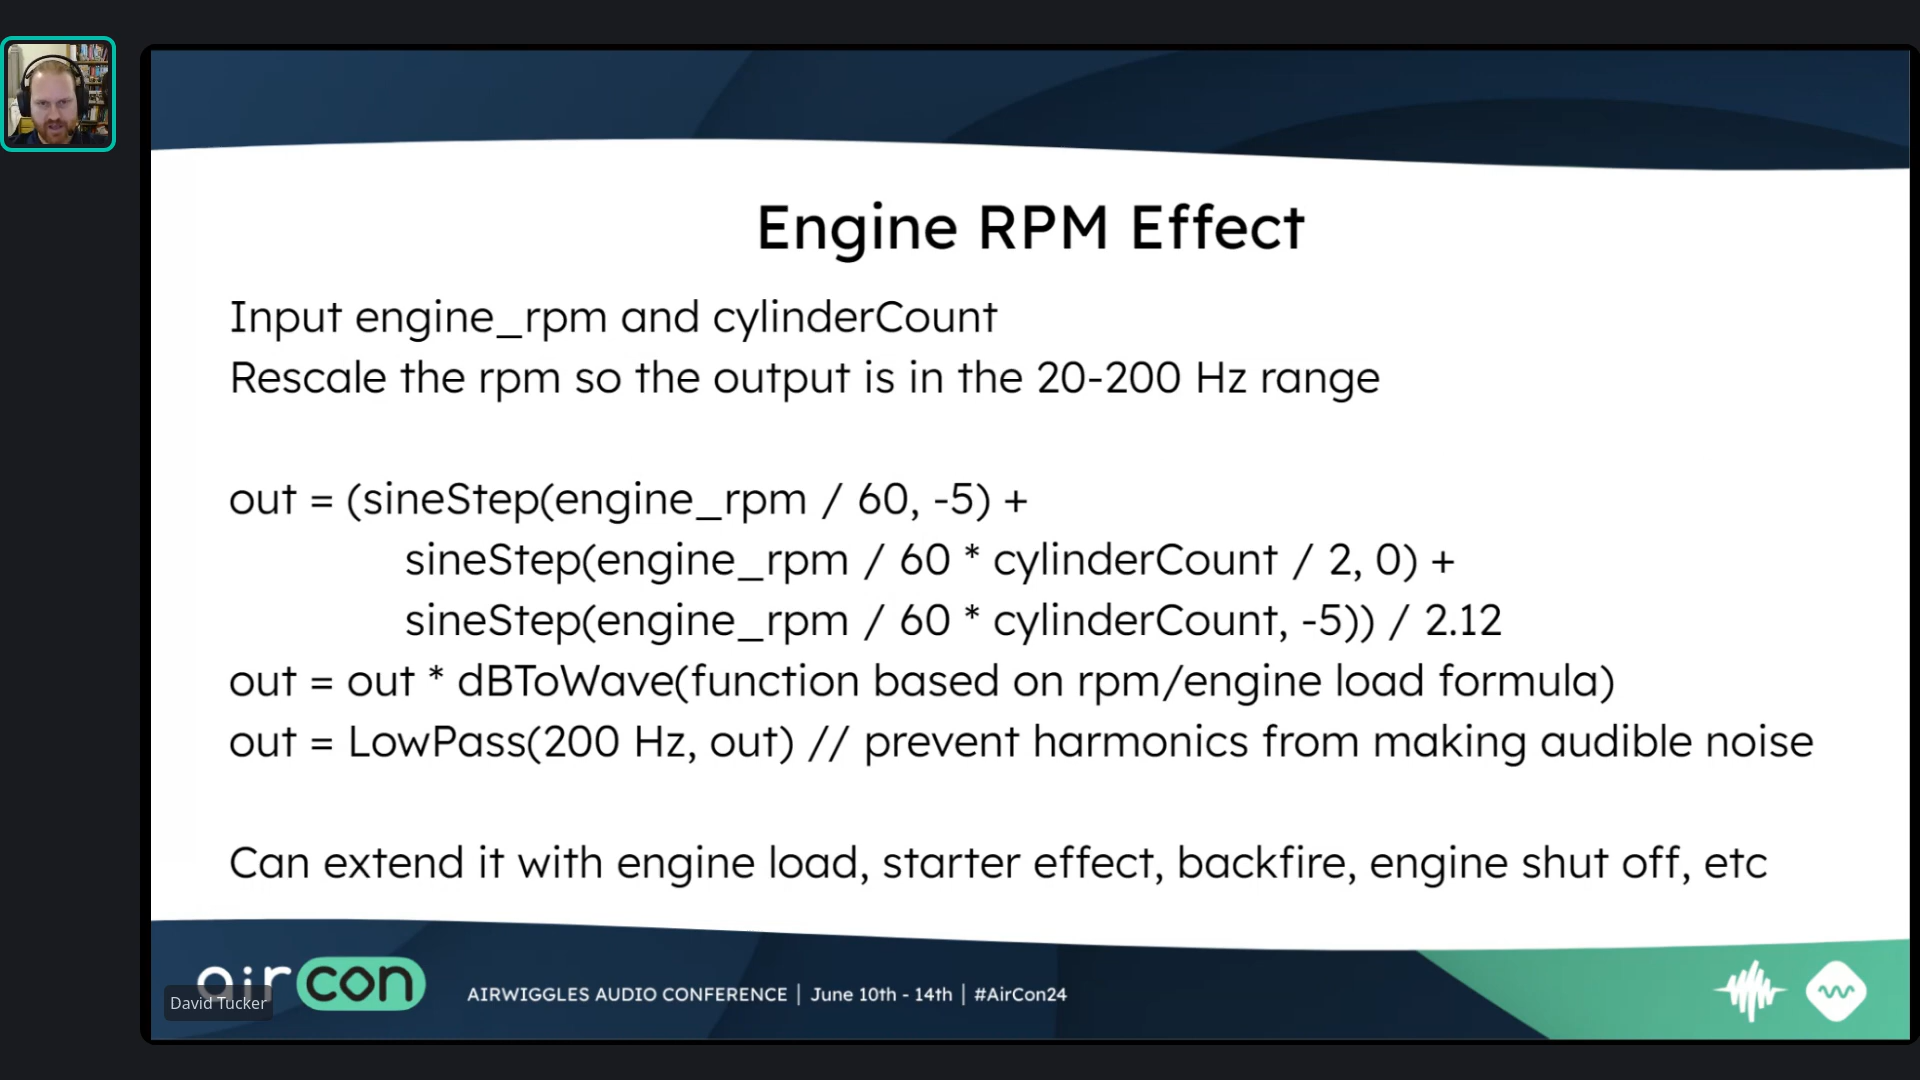 Engine RPM Effect
Input engine_rpm and cylinderCount
Rescale the rpm so the output is in the 20-200 Hz range
out = (sineStep(engine_rpm / 60, -5) +
sineStep(engine_rpm / 60 * cylinderCount / 2, 0) +
sineStep(engine_rpm / 60 * cylinderCount, -5)) / 2.12
out = out * dBToWave(function based on rpm/engine load formula)
out = LowPass(200 Hz, out) // prevent harmonics from making audible noise
Can extend it with engine load, starter effect, backfire, engine shut off, etc
aircon
David Tucker
AIRWIGGLES AUDIO CONFERENCE | June 10th - 14th | #AirCon24